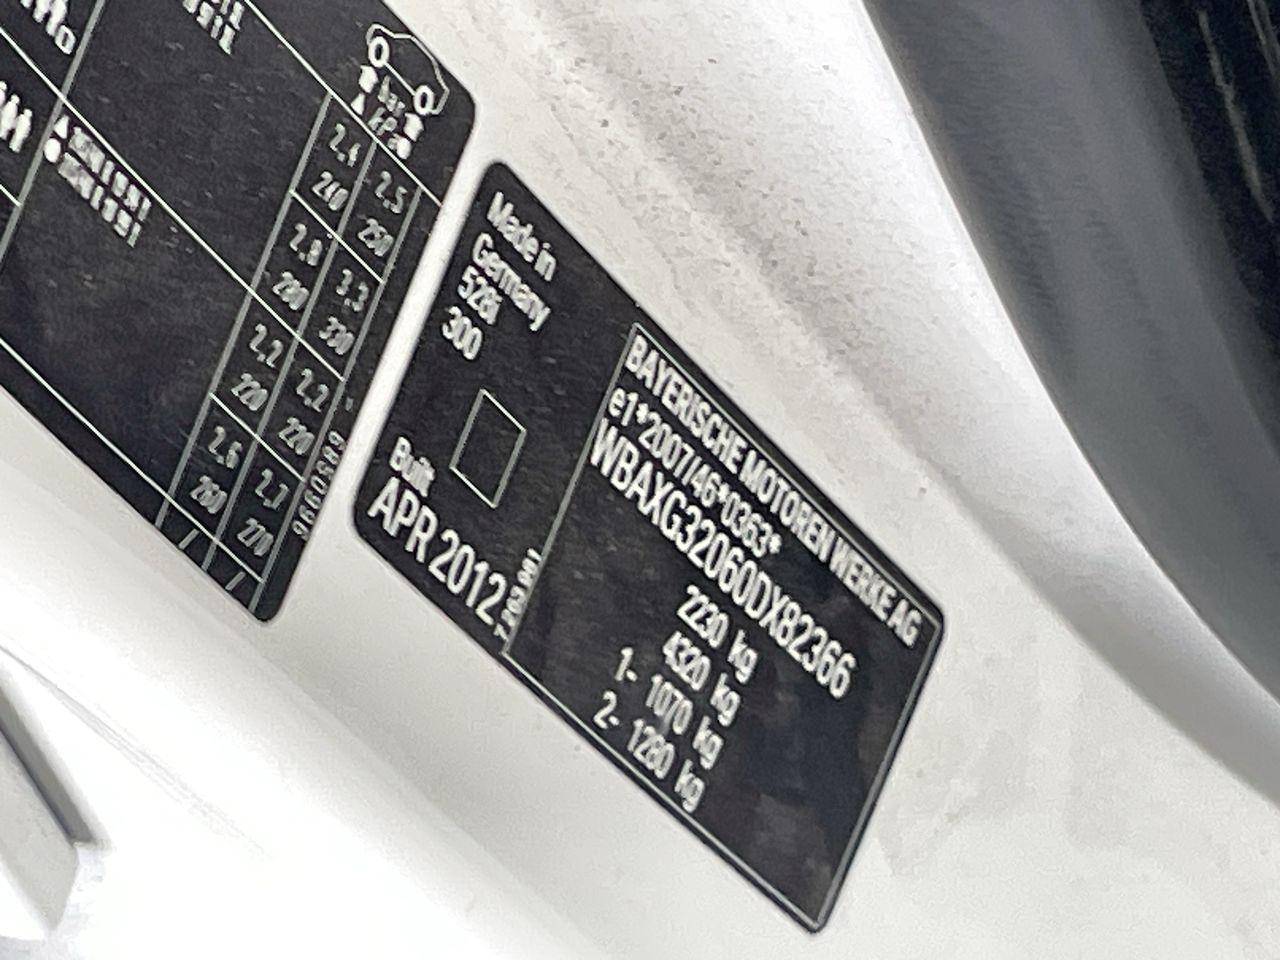 bar
2.4 2.5
240 250
2.8 3.3
280 330
2.2 2.2
220 220
2.6 2.7
260 270
/ /
Made in
Germany
528i
300
Built
APR 2012
BAYERISCHE MOTOREN WERKE AG
e1*2007/46*0363*
WBAXG32060DX82366
2230 kg
4320 kg
1- 1070 kg
2- 1280 kg